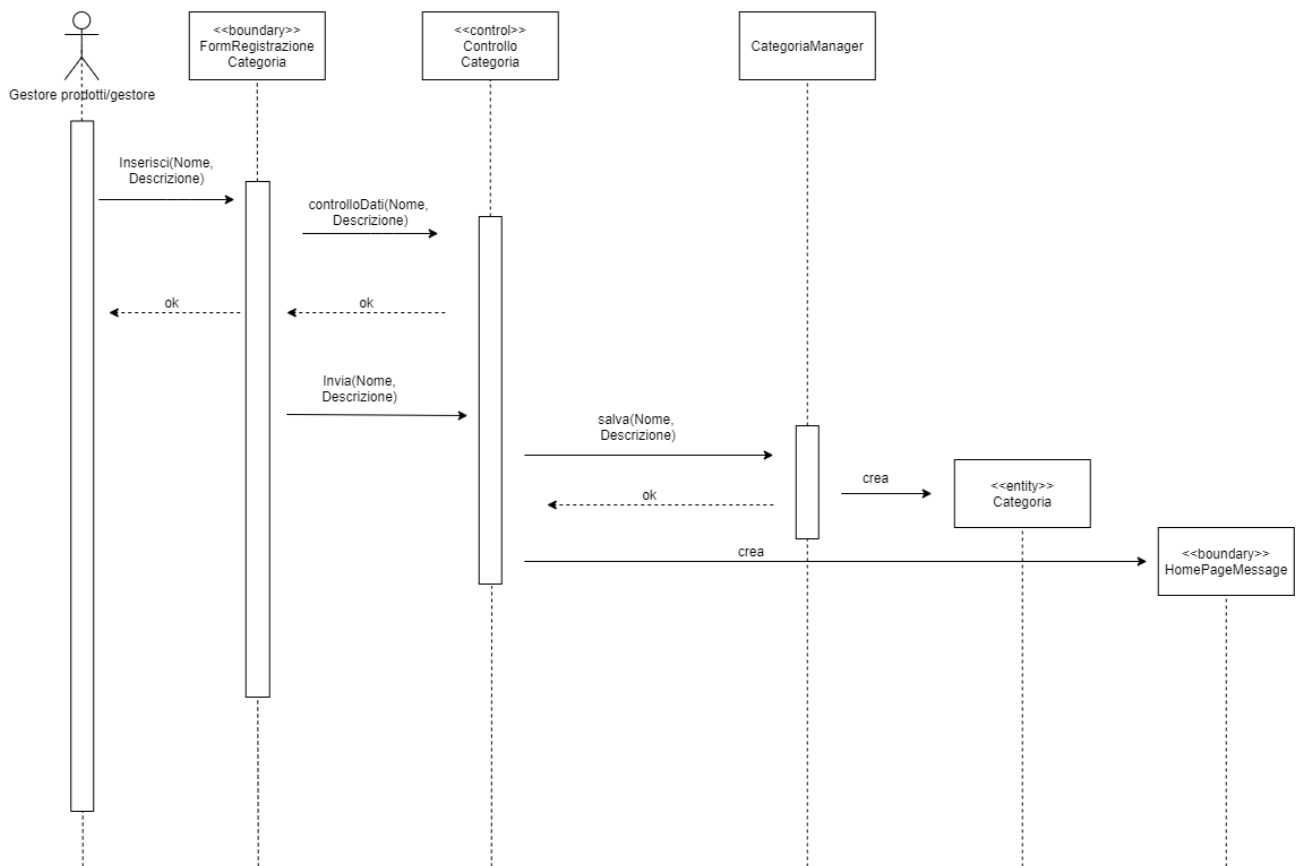 <<boundary>>
FormRegistrazione
Categoria
<<control>>
Controllo
Categoria
CategoriaManager
Gestore prodotti/gestore
Inserisci(Nome,
Descrizione)
controlloDati(Nome,
Descrizione)
ok
ok
Invia(Nome,
Descrizione)
salva(Nome,
Descrizione)
crea
<<entity>>
Categoria
ok
crea
<<boundary>>
HomePageMessage